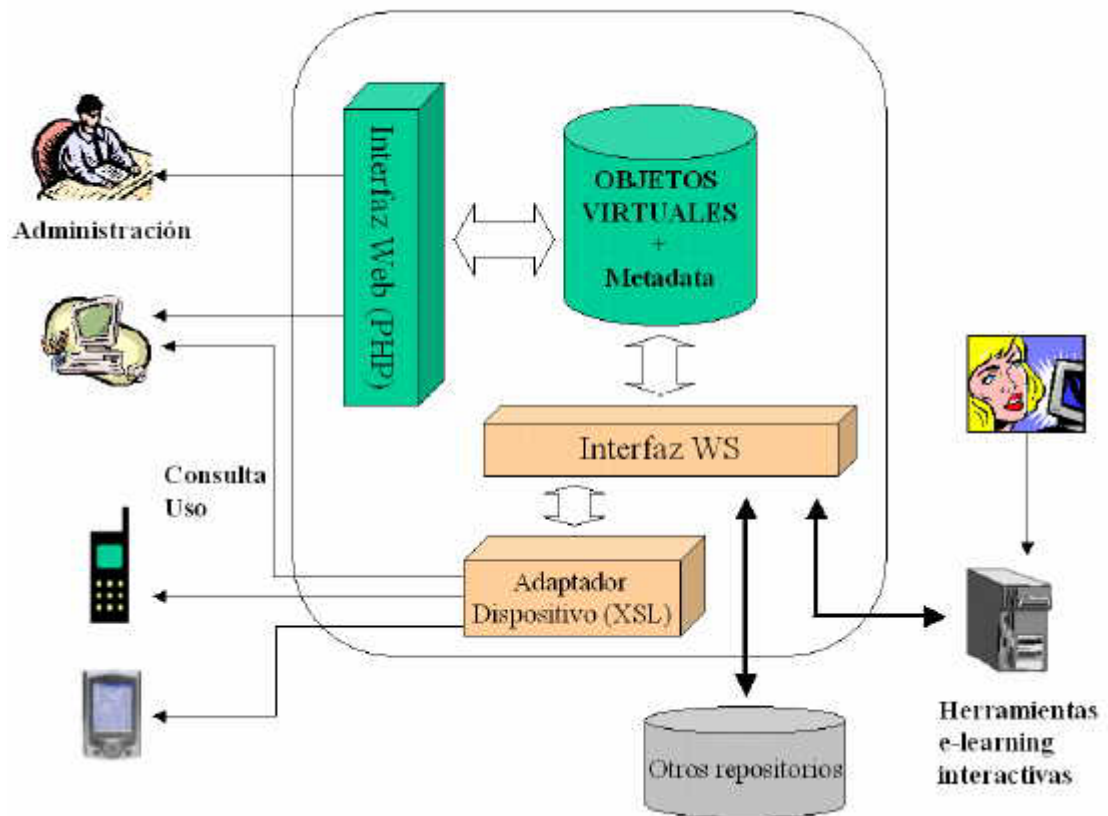 Administración
Interfaz Web (PHP)
OBJETOS
VIRTUALES
+
Metadata
Interfaz WS
Consulta
Uso
Adaptador
Dispositivo (XSL)
Otros repositorios
Herramientas
e-learning
interactivas